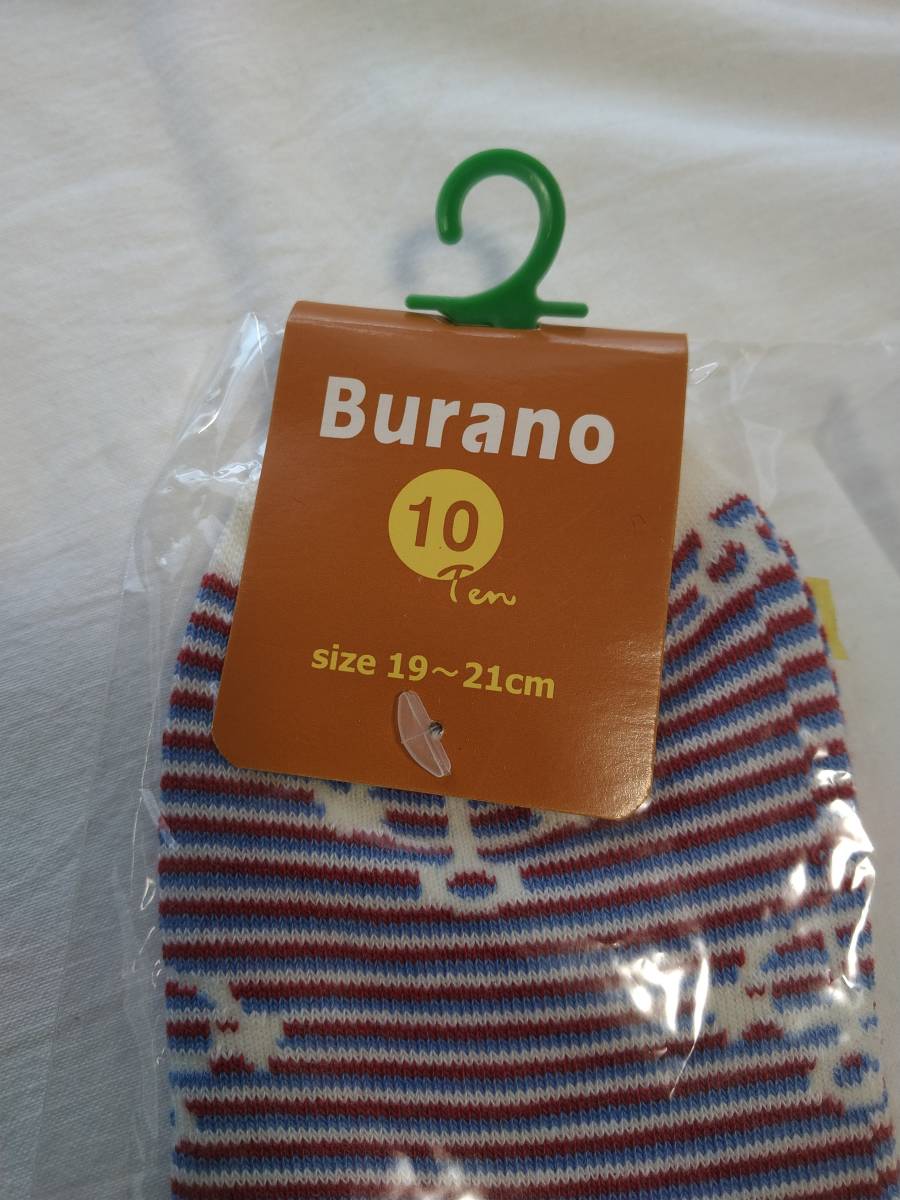 Burano
10
Ten
size 19～21cm